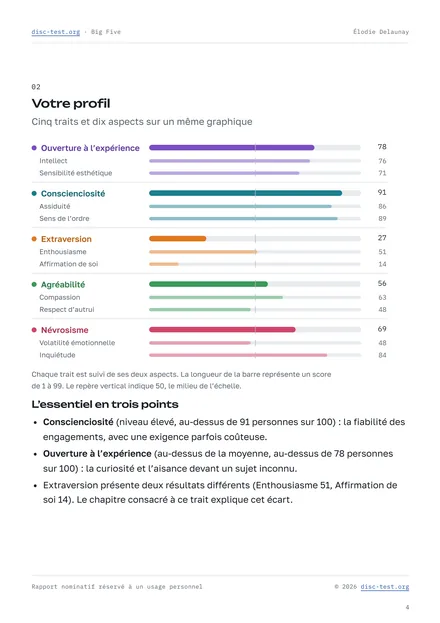 disc-test.org · Big Five
Élodie Delaunay
02
Votre profil
Cinq traits et dix aspects sur un même graphique
Ouverture à l'expérience 78
Intellect 76
Sensibilité esthétique 71
Conscienciosité 91
Assiduité 86
Sens de l'ordre 89
Extraversion 27
Enthousiasme 51
Affirmation de soi 14
Agréabilité 56
Compassion 63
Respect d'autrui 48
Névrosisme 69
Volatilité émotionnelle 48
Inquiétude 84
Chaque trait est suivi de ses deux aspects. La longueur de la barre représente un score
de 1 à 99. Le repère vertical indique 50, le milieu de l'échelle.
L'essentiel en trois points
• Conscienciosité (niveau élevé, au-dessus de 91 personnes sur 100) : la fiabilité des
engagements, avec une exigence parfois coûteuse.
• Ouverture à l'expérience (au-dessus de la moyenne, au-dessus de 78 personnes
sur 100) : la curiosité et l'aisance devant un sujet inconnu.
• Extraversion présente deux résultats différents (Enthousiasme 51, Affirmation de
soi 14). Le chapitre consacré à ce trait explique cet écart.
Rapport nominatif réservé à un usage personnel
© 2026 disc-test.org
4